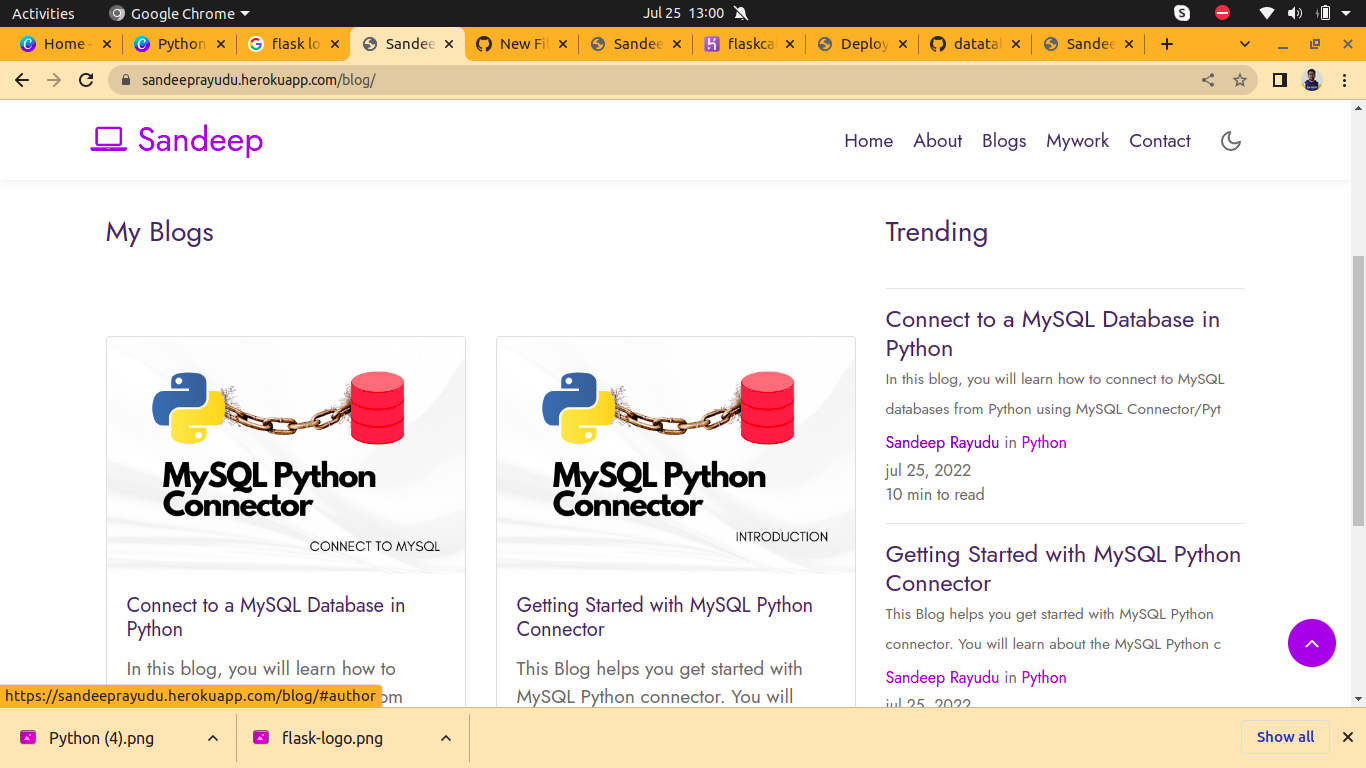 Activities
Google Chrome
Jul 25 13:00
S
Home -
Python
flask lo
Sandee
New Fil
Sandee
flaskca
Deploy
datatal
Sandee
sandeeprayudu.herokuapp.com/blog/
Sandeep
Home
About
Blogs
Mywork
Contact
My Blogs
MySQL Python
Connector
CONNECT TO MYSQL
Connect to a MySQL Database in
Python
In this blog, you will learn how to
om
MySQL Python
Connector
INTRODUCTION
Getting Started with MySQL Python
Connector
This Blog helps you get started with
MySQL Python connector. You will
Trending
Connect to a MySQL Database in
Python
In this blog, you will learn how to connect to MySQL
databases from Python using MySQL Connector/Pyt
Sandeep Rayudu in Python
jul 25, 2022
10 min to read
Getting Started with MySQL Python
Connector
This Blog helps you get started with MySQL Python
connector. You will learn about the MySQL Python c
Sandeep Rayudu in Python
jul 25, 2022
https://sandeeprayudu.herokuapp.com/blog/#author
Python (4).png
flask-logo.png
Show all